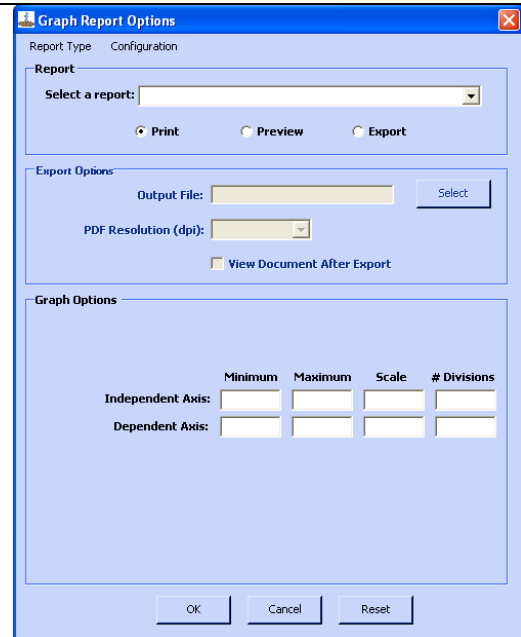 Graph Report Options
Report Type Configuration
Report
Select a report:
Print Preview Export
Export Options
Output File: Select
PDF Resolution (dpi):
View Document After Export
Graph Options
Minimum Maximum Scale # Divisions
Independent Axis:
Dependent Axis:
OK Cancel Reset